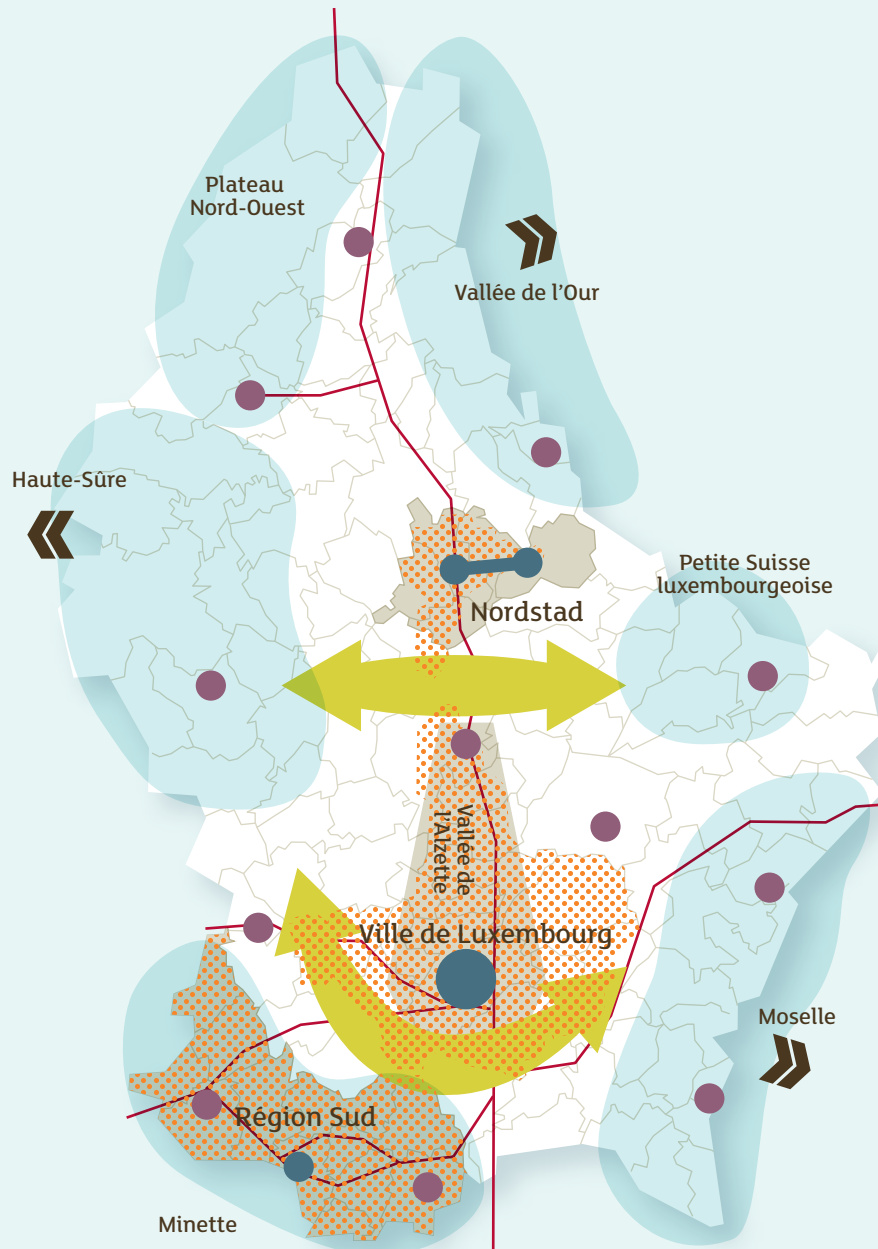 Plateau
Nord-Ouest
Vallée de l’Our
Haute-Sûre
Petite Suisse
luxembourgeoise
Nordstad
Vallée de
l’Alzette
Ville de Luxembourg
Moselle
Région Sud
Minette